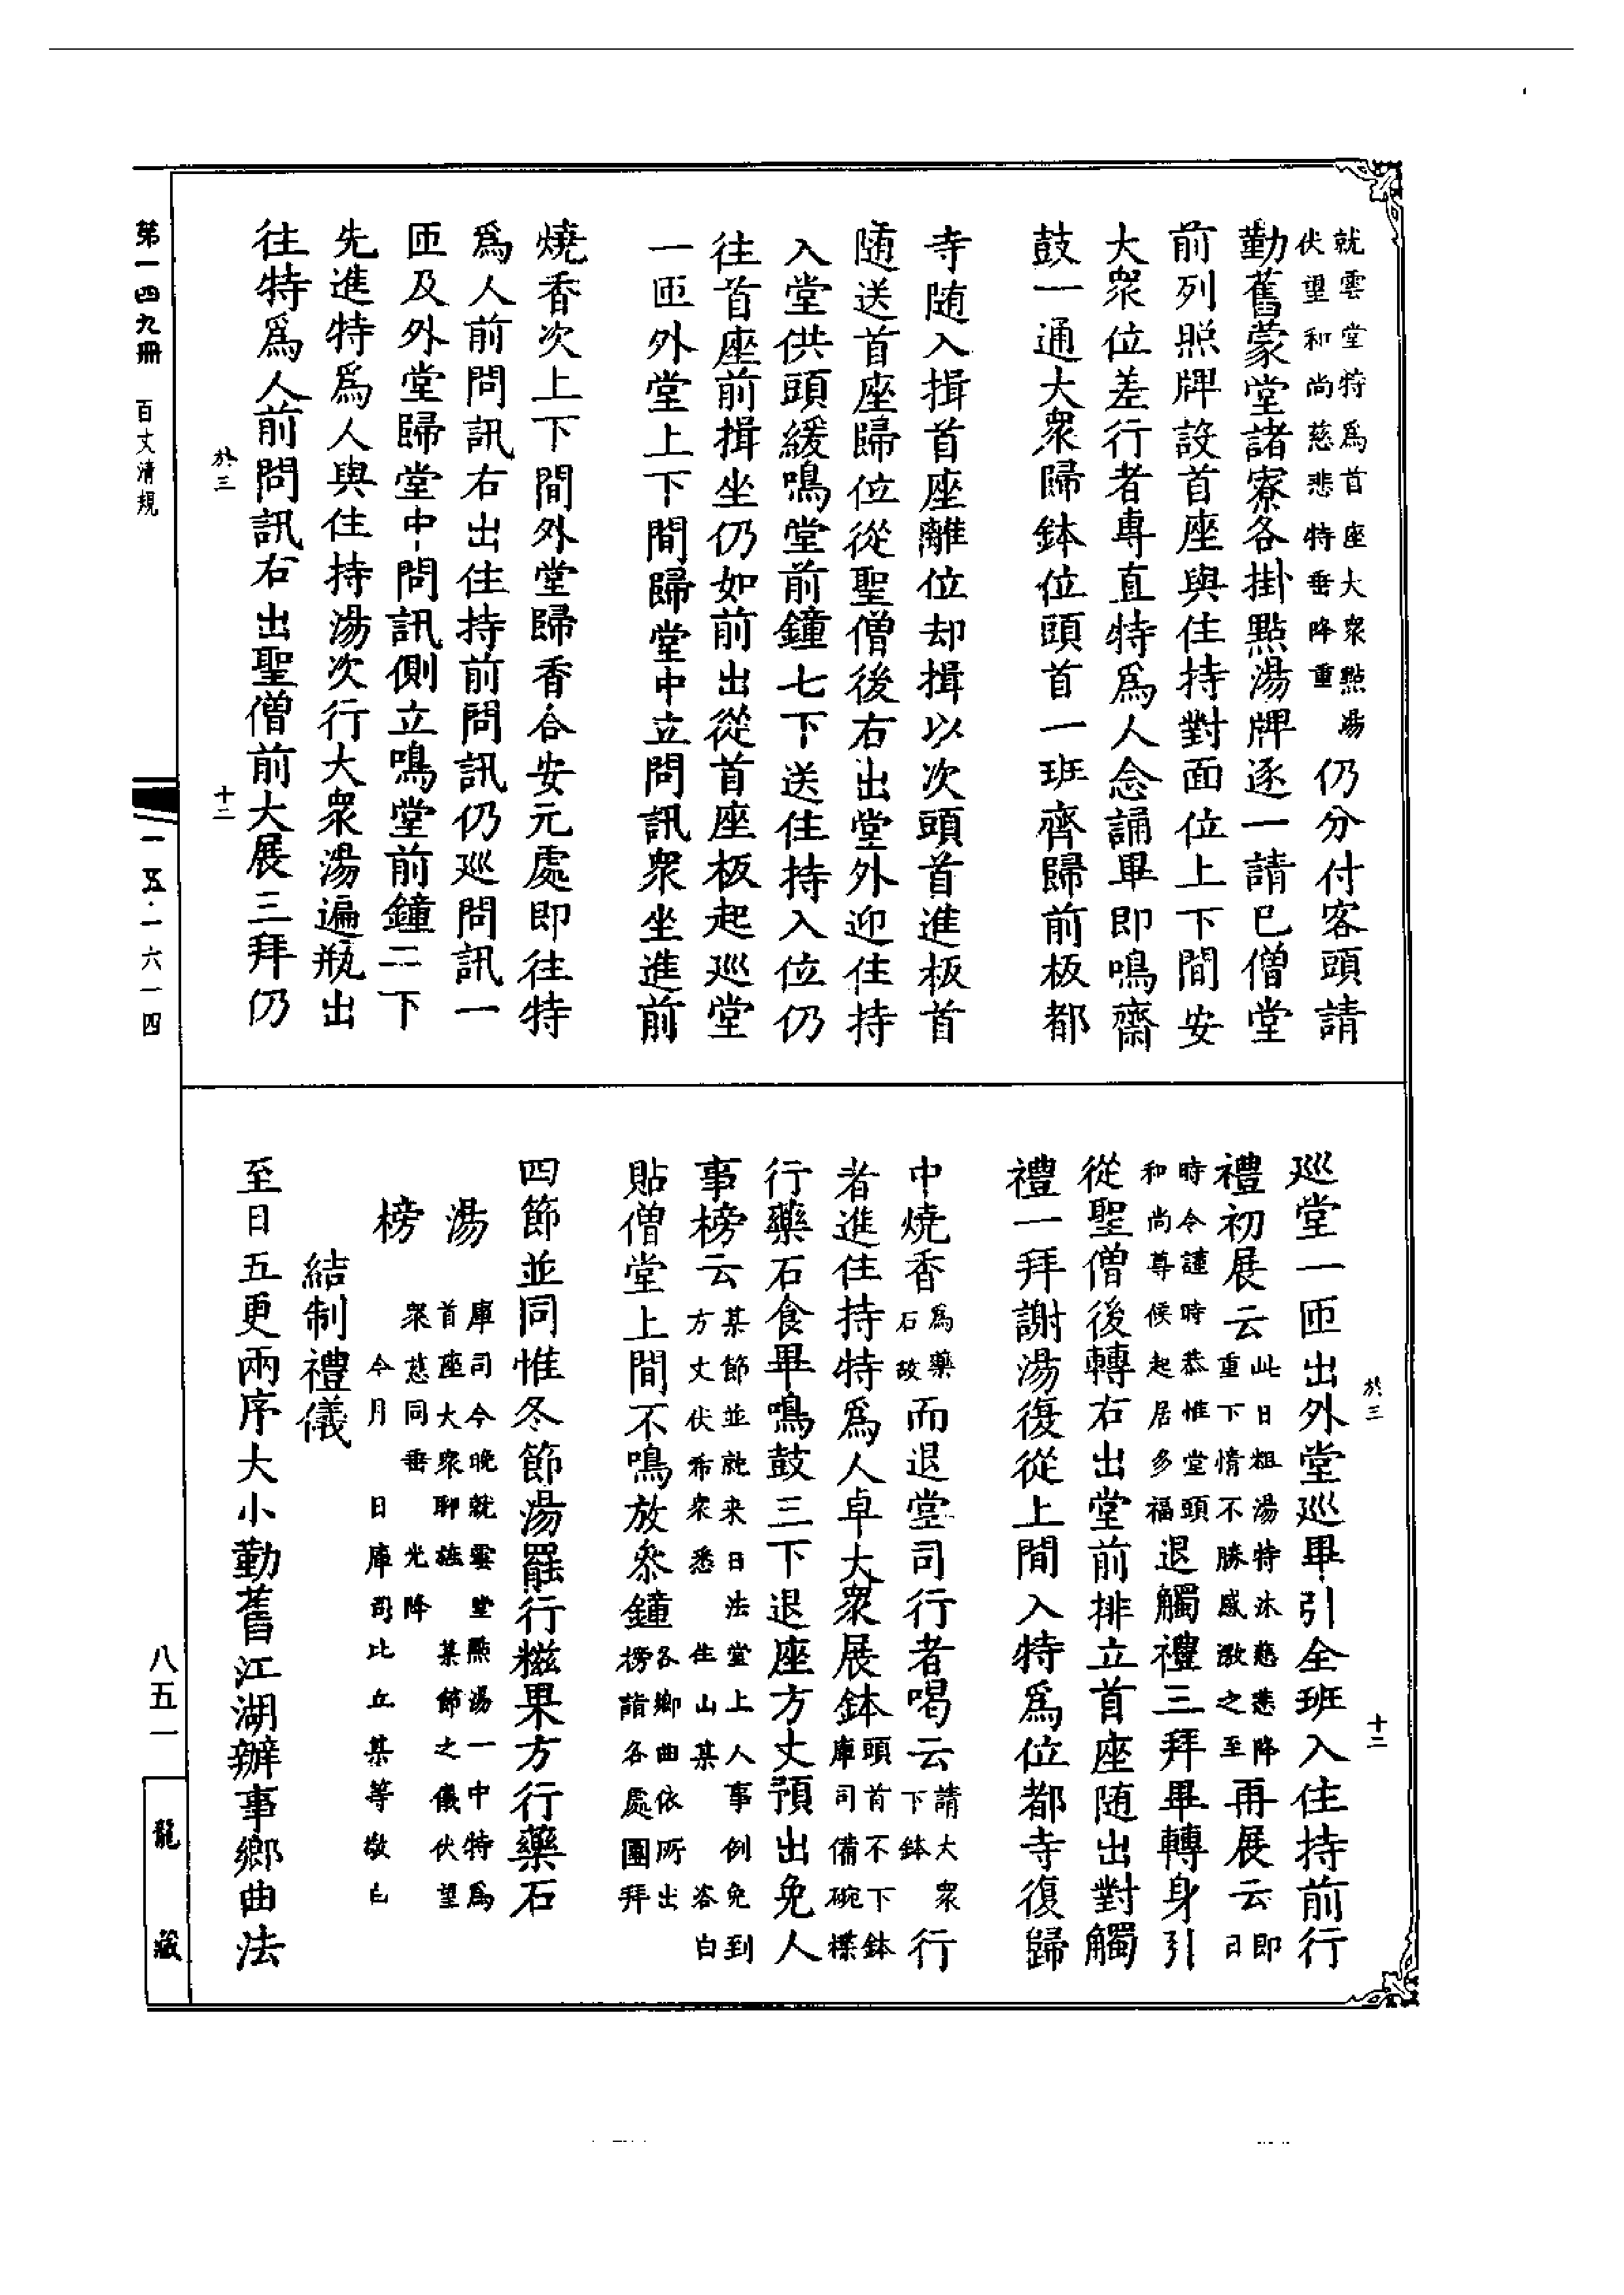 就雲堂特爲首座大眾點湯
伏望和尚慈悲特垂降重
仍分付客頭請
勤舊蒙堂諸寮各掛點湯牌逐一請已僧堂
前列照牌設首座與住持對面位上下間安
大眾位差行者專直特爲人念誦畢即鳴齋
鼓一通大眾歸鉢位頭首一班齊歸前板都
寺随入揖首座離位却揖以次頭首進板首
随送首座歸位從聖僧後右出堂外迎住持
入堂供頭緩鳴堂前鐘七下送住持入位仍
往首座前揖坐仍如前出從首座板起巡堂
一匝外堂上下間歸堂中立問訊眾坐進前
燒香次上下間外堂歸香合安元處即往特
爲人前問訊右出住持前問訊仍巡問訊一
匝及外堂歸堂中問訊側立鳴堂前鐘二下
先進特爲人與住持湯次行大眾湯遍瓶出
往特爲人前問訊右出聖僧前大展三拜仍
於三 十二
第一四九冊 百丈清規
一五·一六一四
於三 十二
巡堂一匝出外堂巡畢引全班入住持前行
禮初展云
此日粗湯特沐慈悲降
重下情不勝感激之至
再展云
即日
時令謹時恭惟堂頭
和尚尊候起居多福
退觸禮三拜畢轉身引
從聖僧後轉右出堂前排立首座随出對觸
禮一拜謝湯復從上間入特爲位都寺復歸
中燒香
爲藥
石故
而退堂司行者喝云
請大眾
下鉢
行
者進住持特爲人卓大眾展鉢
頭首不下鉢
庫司備碗楪
行藥石食畢鳴鼓三下退座方丈預出免人
事榜云
某節並就来日法堂上人事例免到
方丈伏希眾悉 住山某 咨白
貼僧堂上間不鳴放參鐘
各鄉曲依所出
榜諸各處團拜
四節並同惟冬節湯罷行糍果方行藥石
湯榜
庫司今晚就雲堂點湯一中特爲
首座大眾聊旌 某節之儀伏望
眾慈同垂 光降
今月 日庫司比丘某等敬白
結制禮儀
至日五更兩序大小勤舊江湖辦事鄉曲法
八五一
龍藏